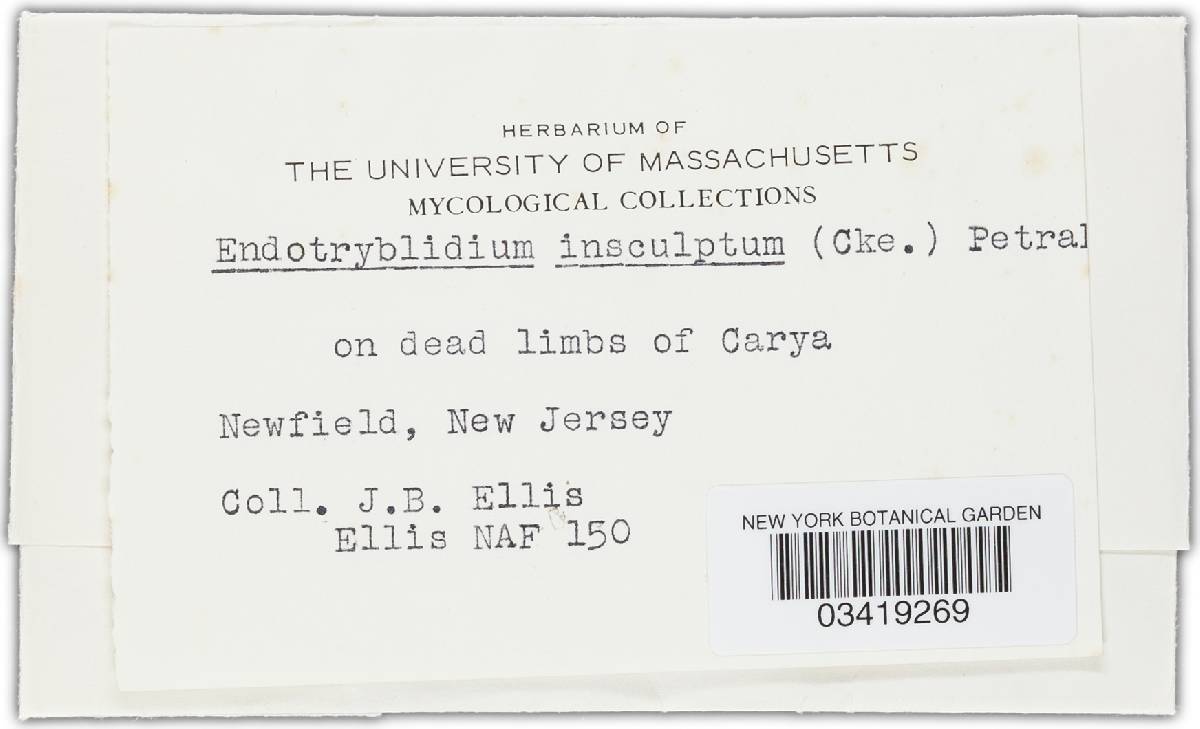 HERBARIUM OF
THE UNIVERSITY OF MASSACHUSETTS
MYCOLOGICAL COLLECTIONS
Endotryblidium insculptum (Cke.) Petral
on dead limbs of Carya
Newfield, New Jersey
Coll. J.B. Ellis
Ellis NAF 150
NEW YORK BOTANICAL GARDEN
03419269